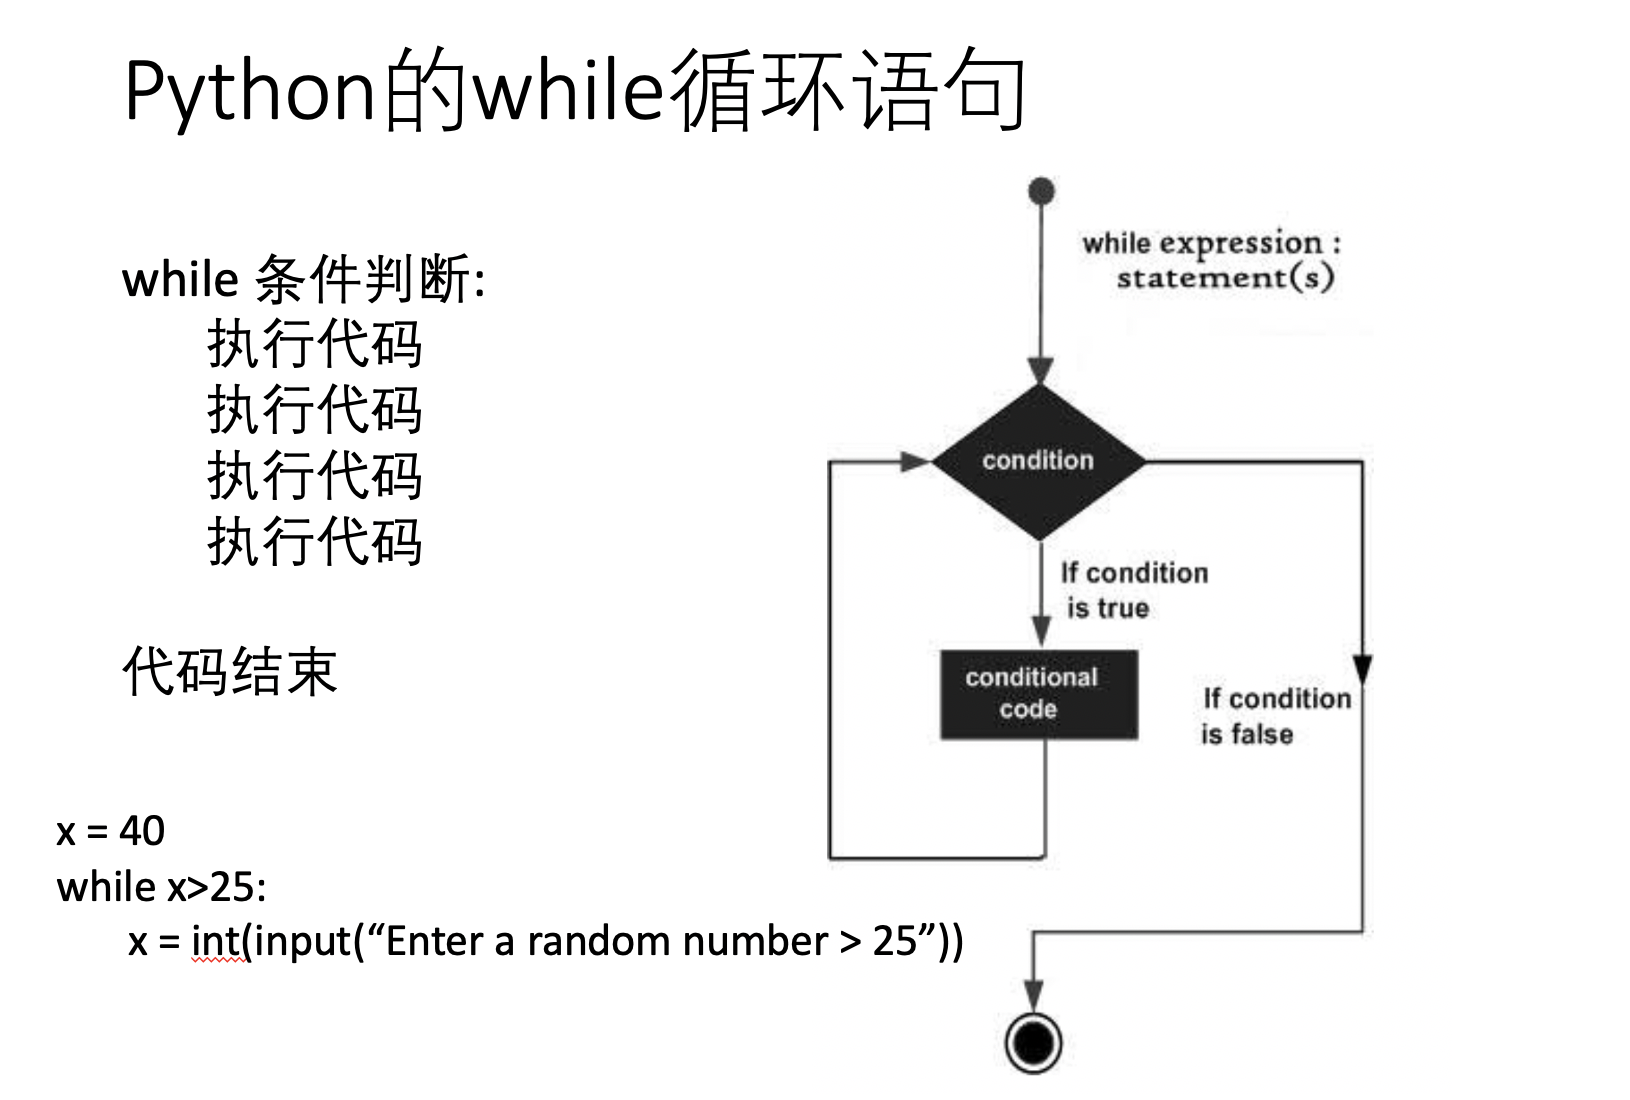 Python的while循环语句
while 条件判断:
执行代码
执行代码
执行代码
执行代码
代码结束
x = 40
while x>25:
x = int(input(“Enter a random number > 25”))
while expression :
statement(s)
condition
If condition
is true
conditional
code
If condition
is false